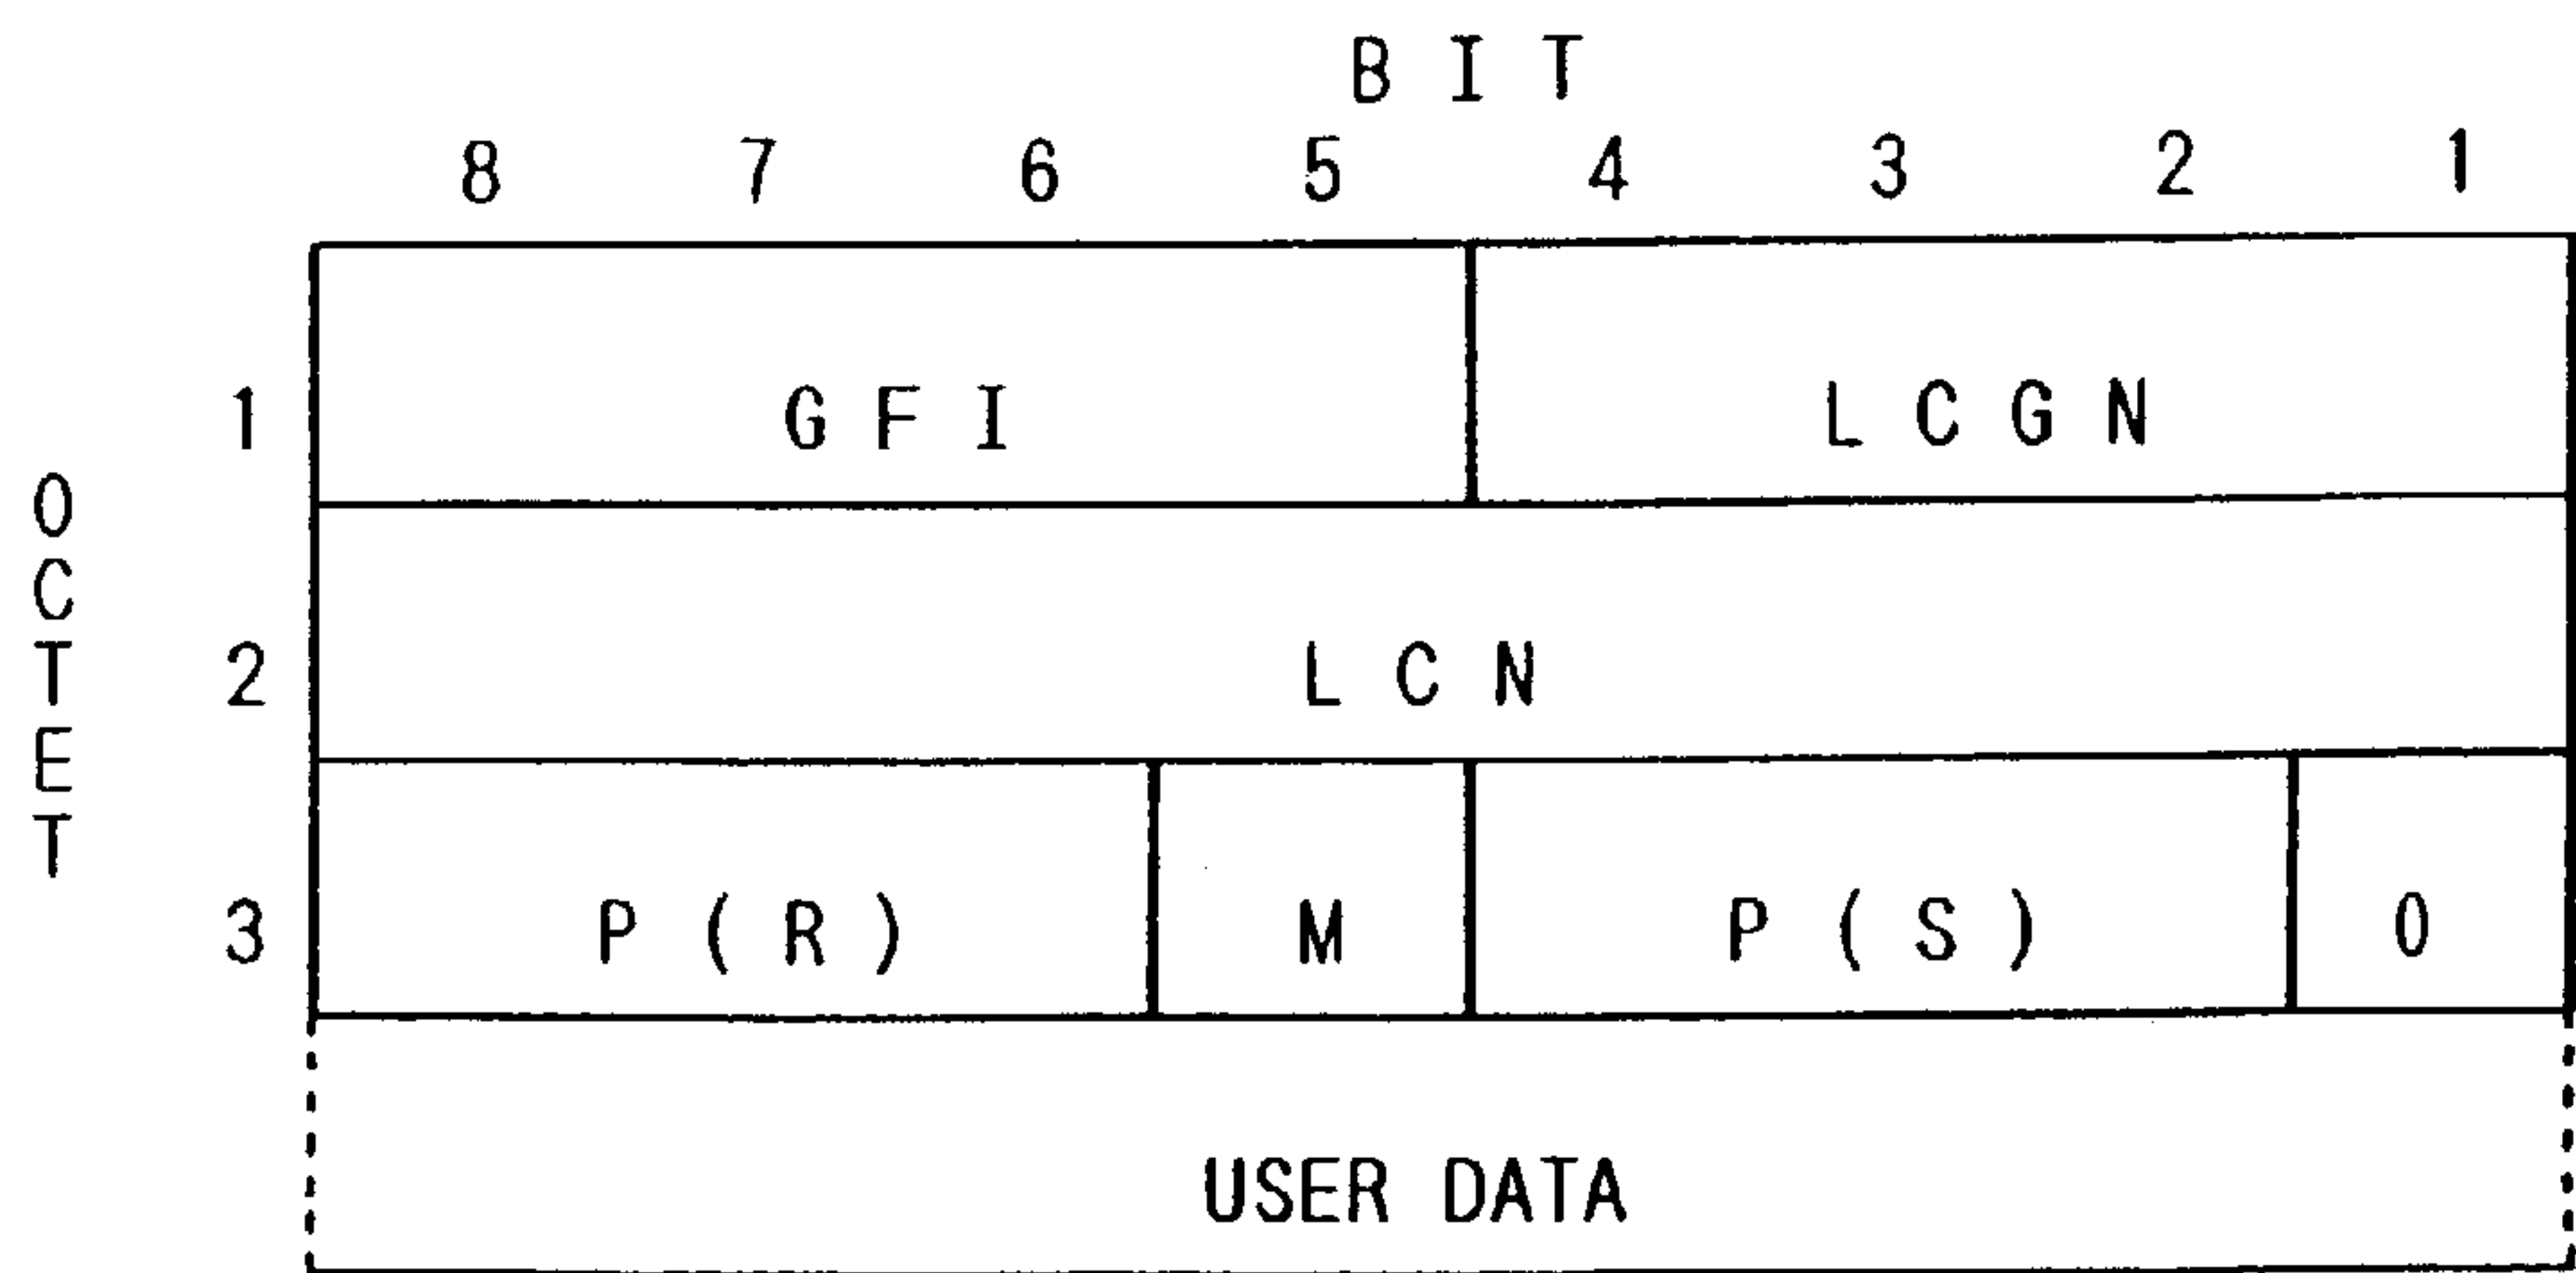 BIT
8 7 6 5 4 3 2 1
OCTET
1 GFI LCGN
2 LCN
3 P(R) M P(S) 0
USER DATA